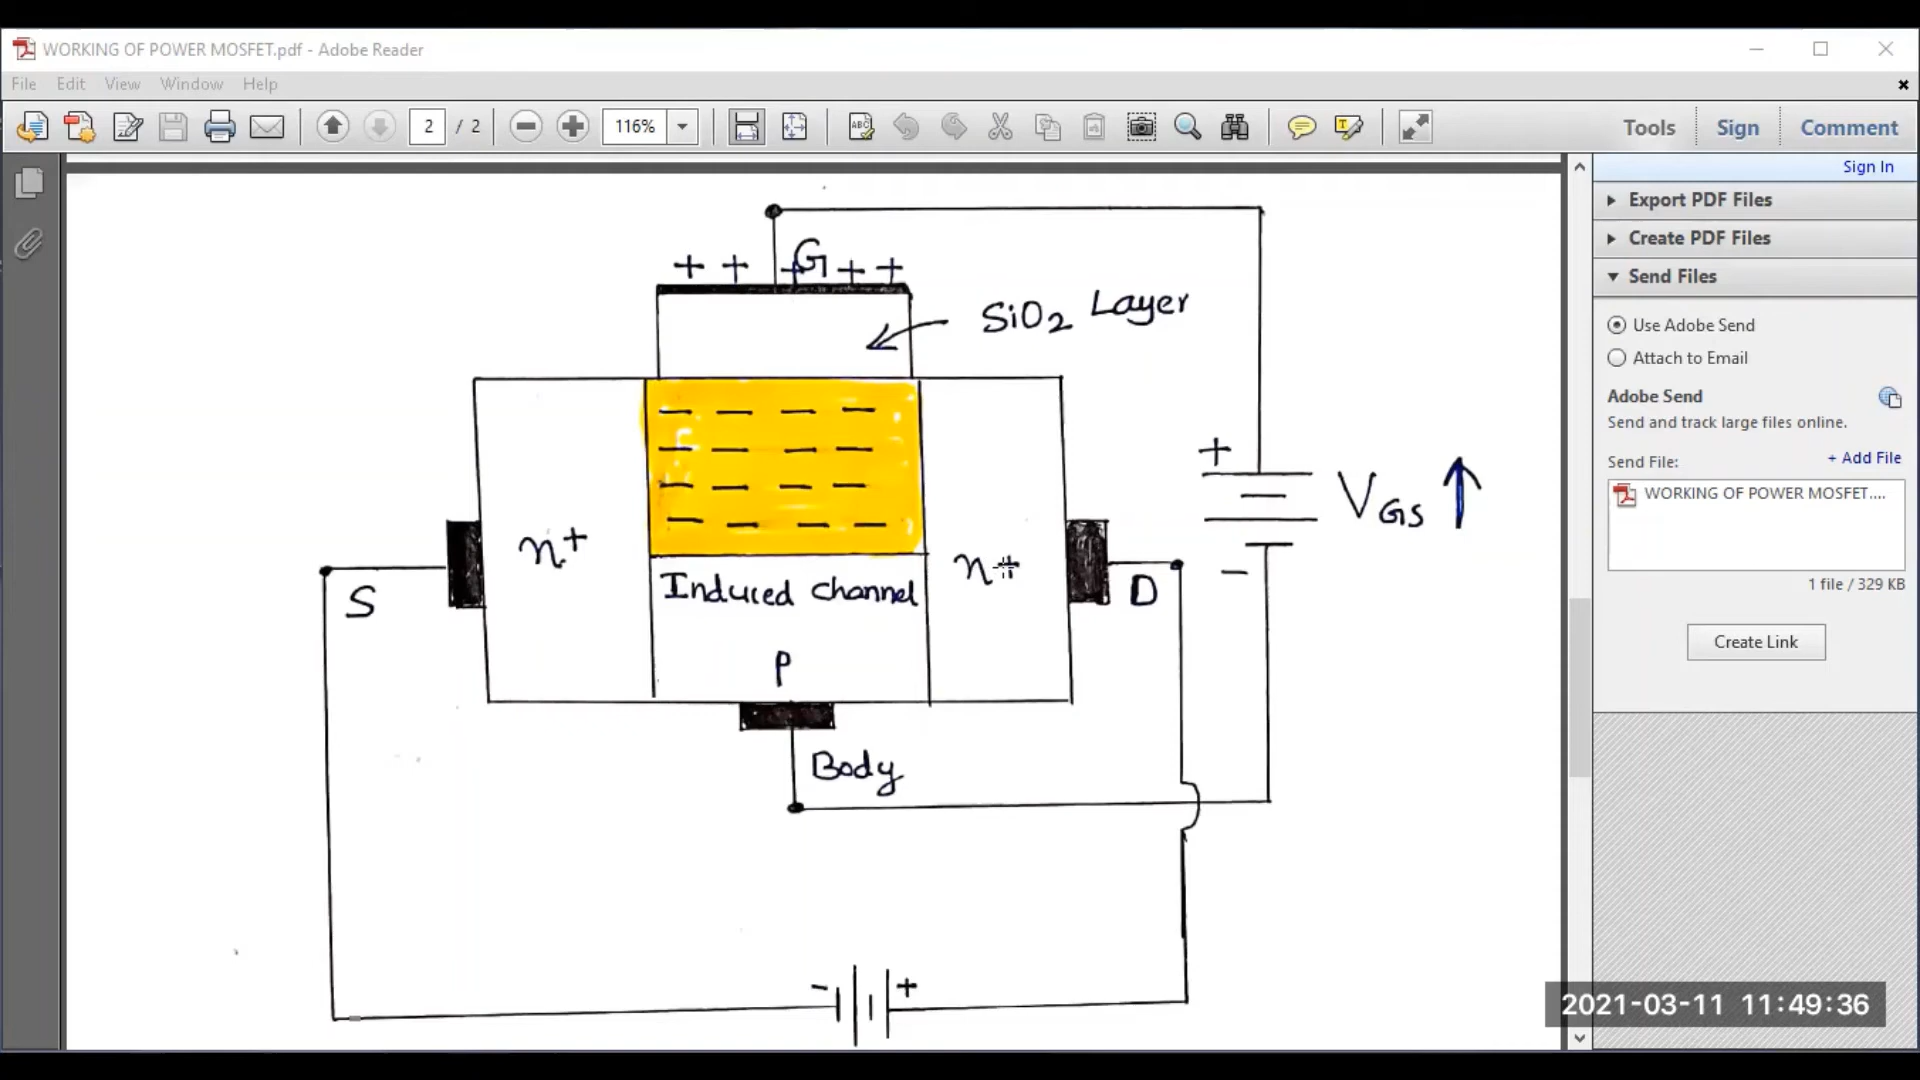 WORKING OF POWER MOSFET.pdf - Adobe Reader
File Edit View Window Help
2 / 2 116% Tools Sign Comment
Sign In
Export PDF Files
Create PDF Files
Send Files
Use Adobe Send
Attach to Email
Adobe Send
Send and track large files online.
Send File: + Add File
WORKING OF POWER MOSFET....
1 file / 329 KB
Create Link
G
+ + + + +
SiO2 Layer
+
VGS ↑
−
n+
n+
Induced channel
S
D
P
Body
- +
2021-03-11 11:49:36